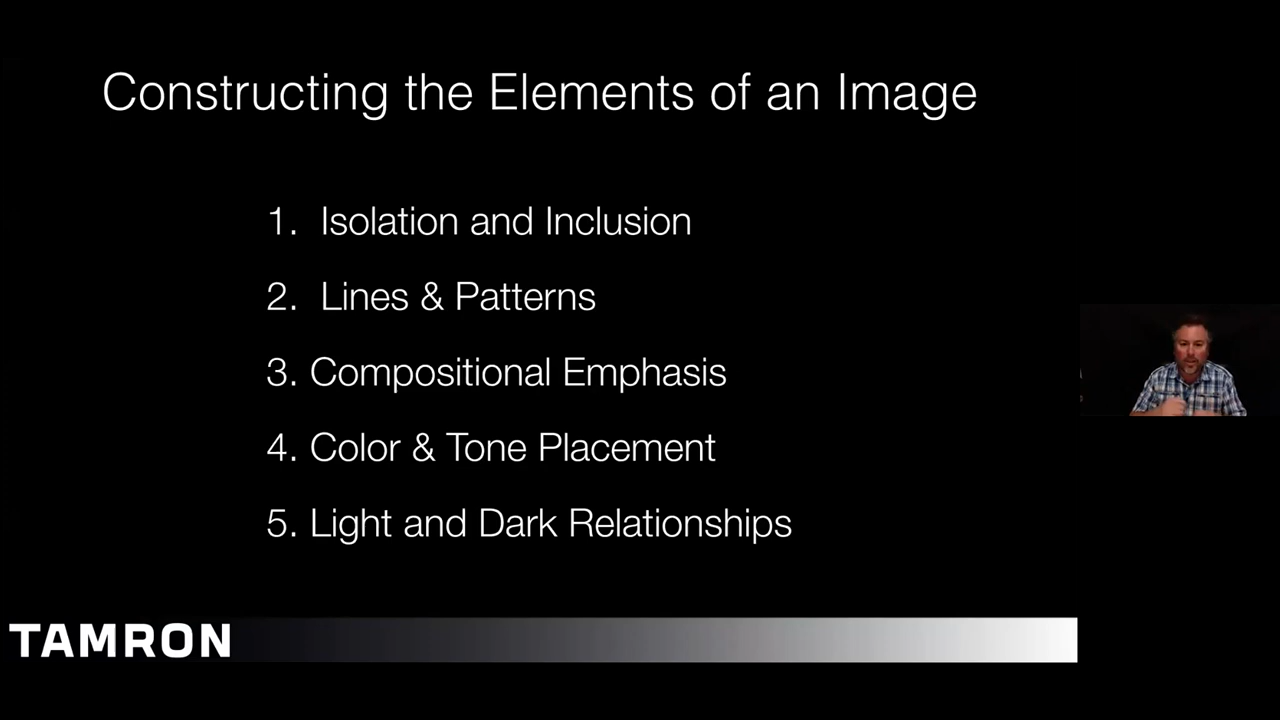 Constructing the Elements of an Image
1. Isolation and Inclusion
2. Lines & Patterns
3. Compositional Emphasis
4. Color & Tone Placement
5. Light and Dark Relationships
TAMRON